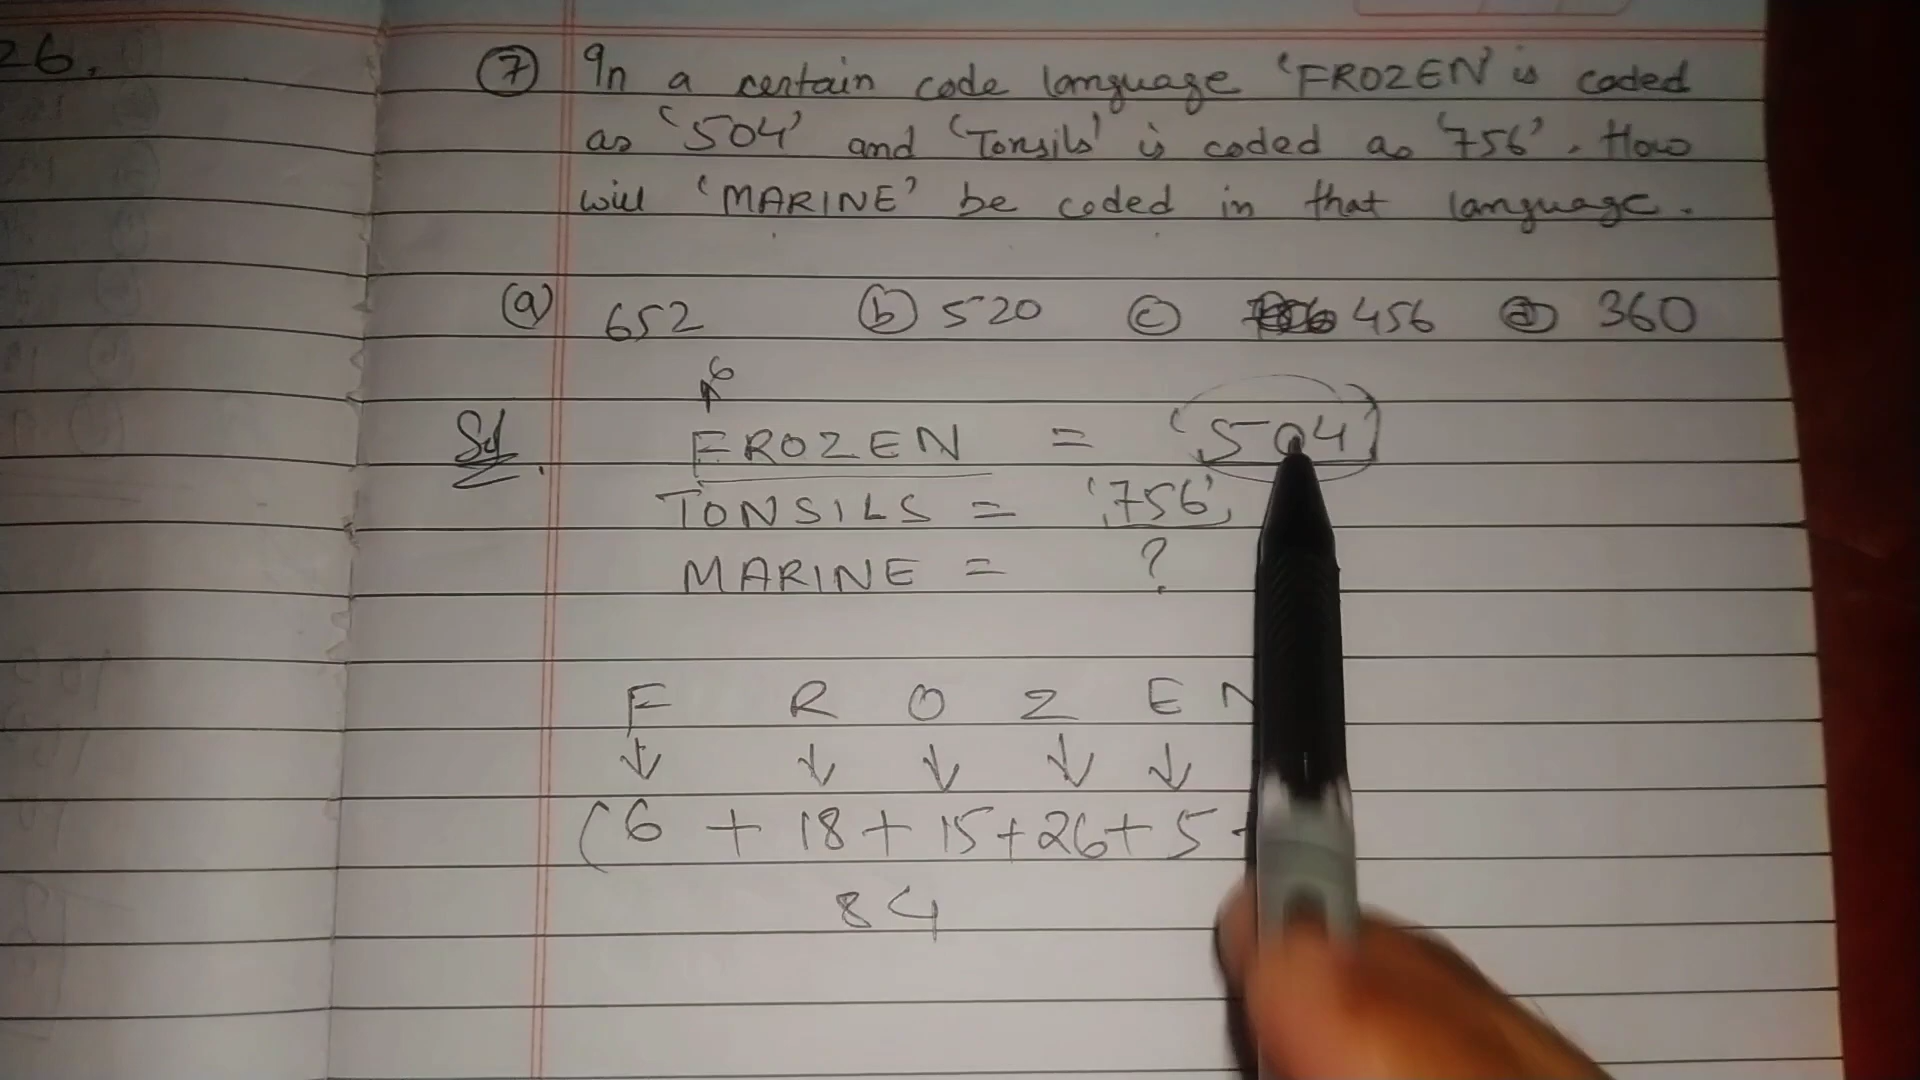 26.
(7) In a certain code language 'FROZEN' is coded
as '504' and 'Tonsils' is coded as '756'. How
will 'MARINE' be coded in that language.
(a) 652 (b) 520 (c) 456 (d) 360
6
Sol. FROZEN = '504'
TONSILS = '756'
MARINE = ?
F R O Z E N
(6 + 18 + 15 + 26 + 5 +
84